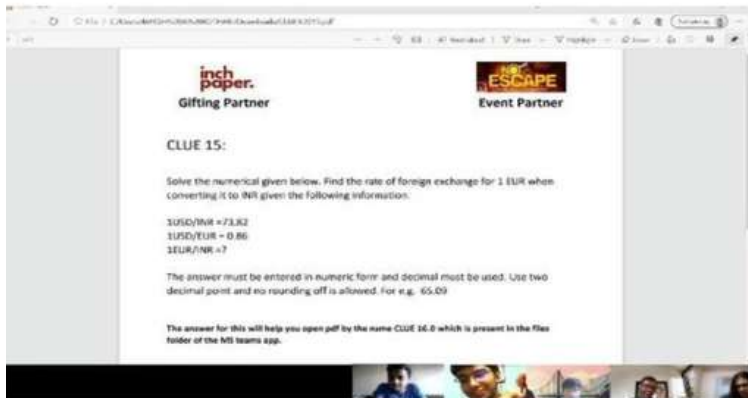 inch
paper.
Gifting Partner
NOT
ESCAPE
Event Partner
CLUE 15:
Solve the numerical given below. Find the rate of foreign exchange for 1 EUR when
converting it to INR given the following information.
1USD/INR =73.82
1USD/EUR = 0.86
1EUR/INR =?
The answer must be entered in numeric form and decimal must be used. Use two
decimal point and no rounding off is allowed. For e.g. 65.09
The answer for this will help you open pdf by the name CLUE 16.0 which is present in the files
folder of the MS teams app.